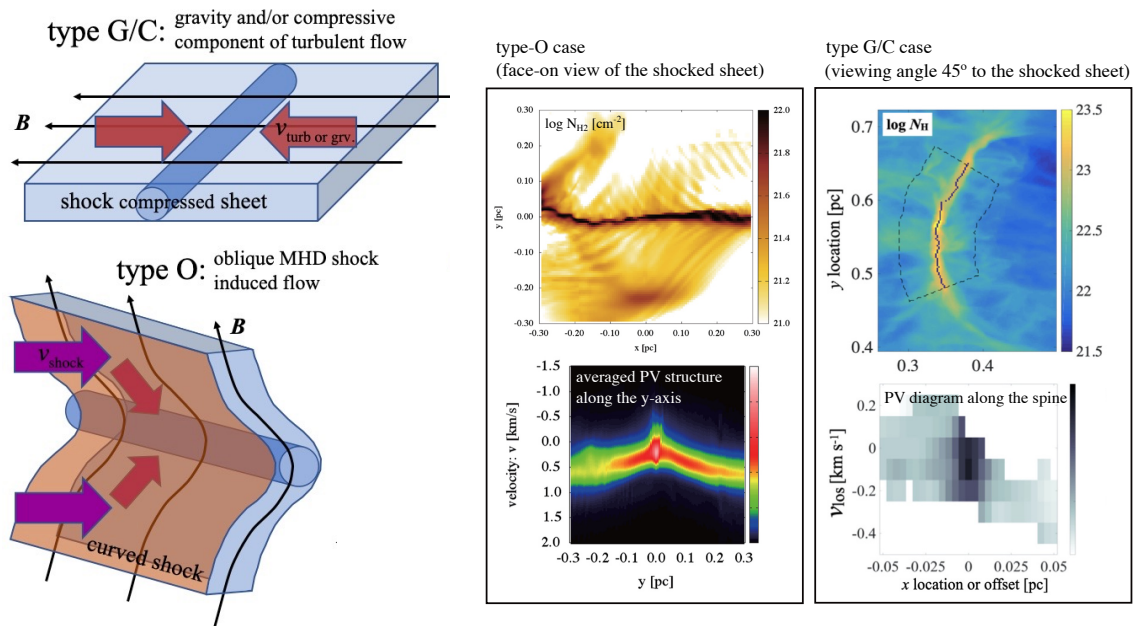 type G/C: gravity and/or compressive
component of turbulent flow
B
v turb or grv.
shock compressed sheet
type O: oblique MHD shock
induced flow
B
v shock
curved shock
type-O case
(face-on view of the shocked sheet)
log N_H2 [cm^-2]
0.30
0.20
0.10
0.00
-0.10
-0.20
-0.30
y [pc]
-0.30 -0.20 -0.10 0.00 0.10 0.20 0.30
x [pc]
22.0
21.8
21.6
21.4
21.2
21.0
averaged PV structure
along the y-axis
-1.5
-1.0
-0.5
0.0
0.5
1.0
1.5
2.0
velocity: v [km/s]
-0.3 -0.2 -0.1 0.0 0.1 0.2 0.3
y [pc]
type G/C case
(viewing angle 45º to the shocked sheet)
log N_H
0.7
0.6
0.5
0.4
y location [pc]
0.3 0.4
23.5
23
22.5
22
21.5
PV diagram along the spine
0.2
0
-0.2
-0.4
v_los [km s^-1]
-0.05 -0.025 0 0.025 0.05
x location or offset [pc]